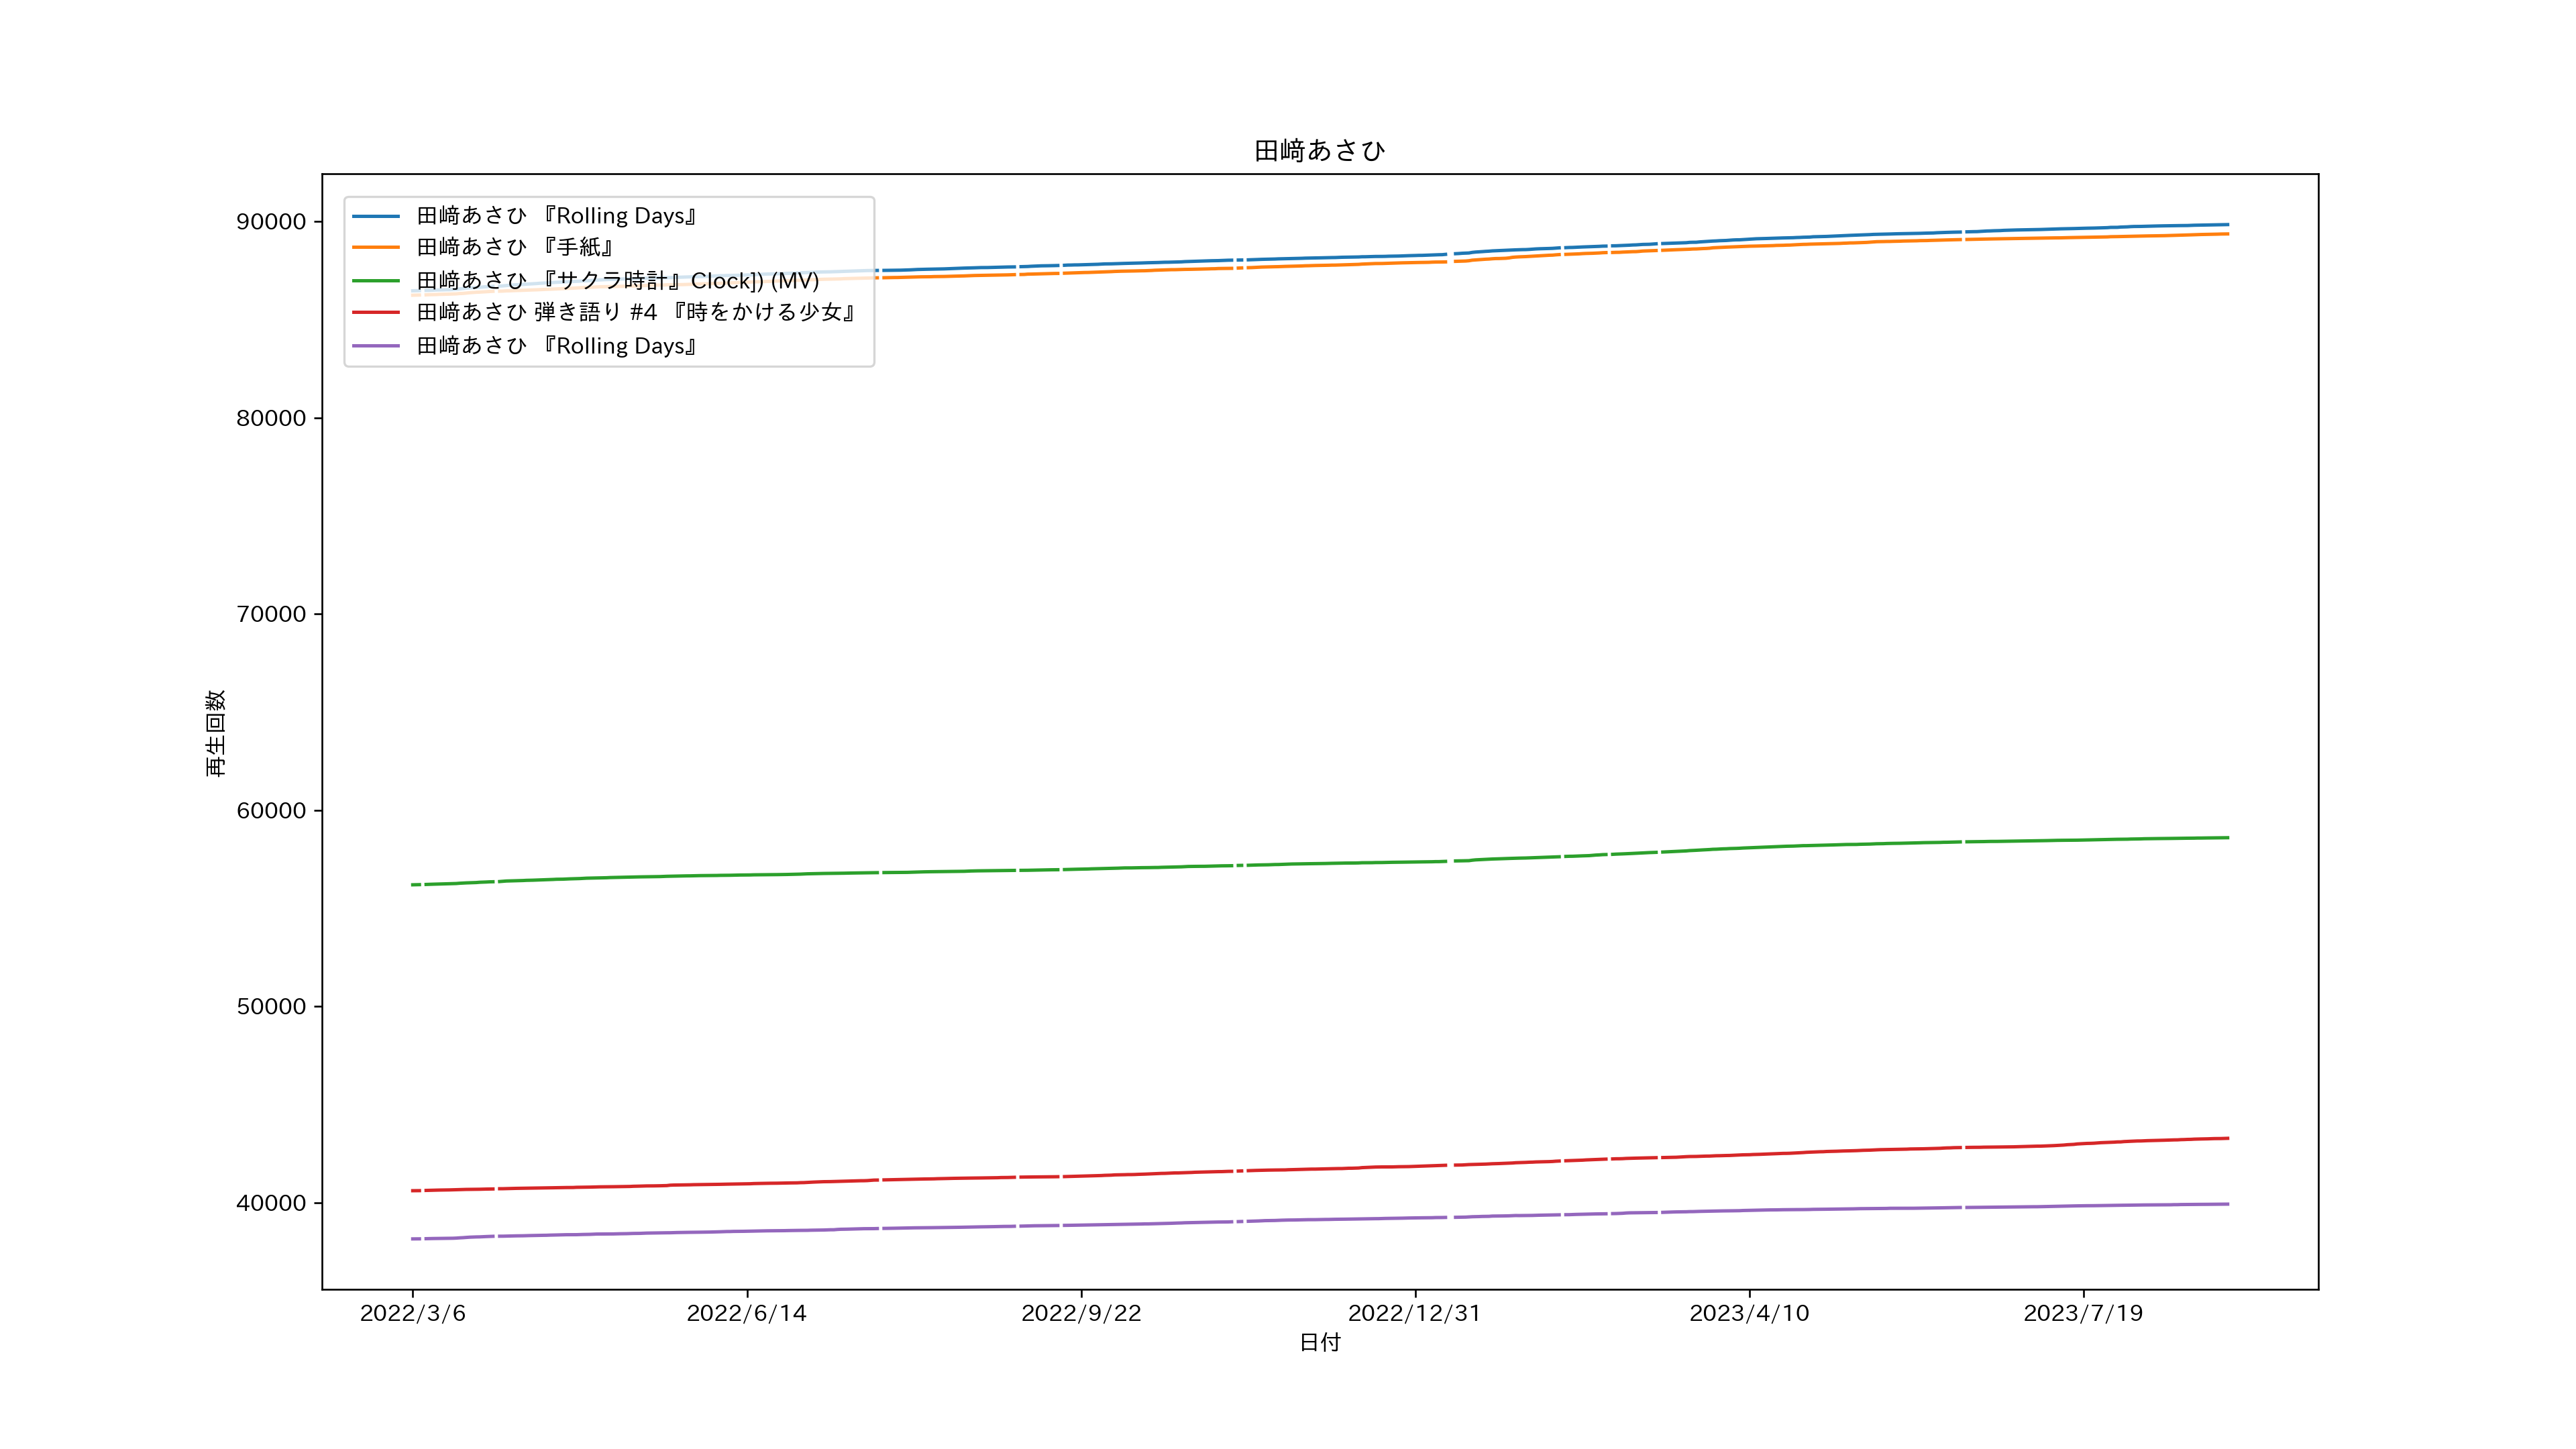 田﨑あさひ
田﨑あさひ 『Rolling Days』
田﨑あさひ 『手紙』
田﨑あさひ 『サクラ時計』Clock]) (MV)
田﨑あさひ 弾き語り #4 『時をかける少女』
田﨑あさひ 『Rolling Days』
90000
80000
70000
60000
50000
40000
再生回数
2022/3/6
2022/6/14
2022/9/22
2022/12/31
2023/4/10
2023/7/19
日付